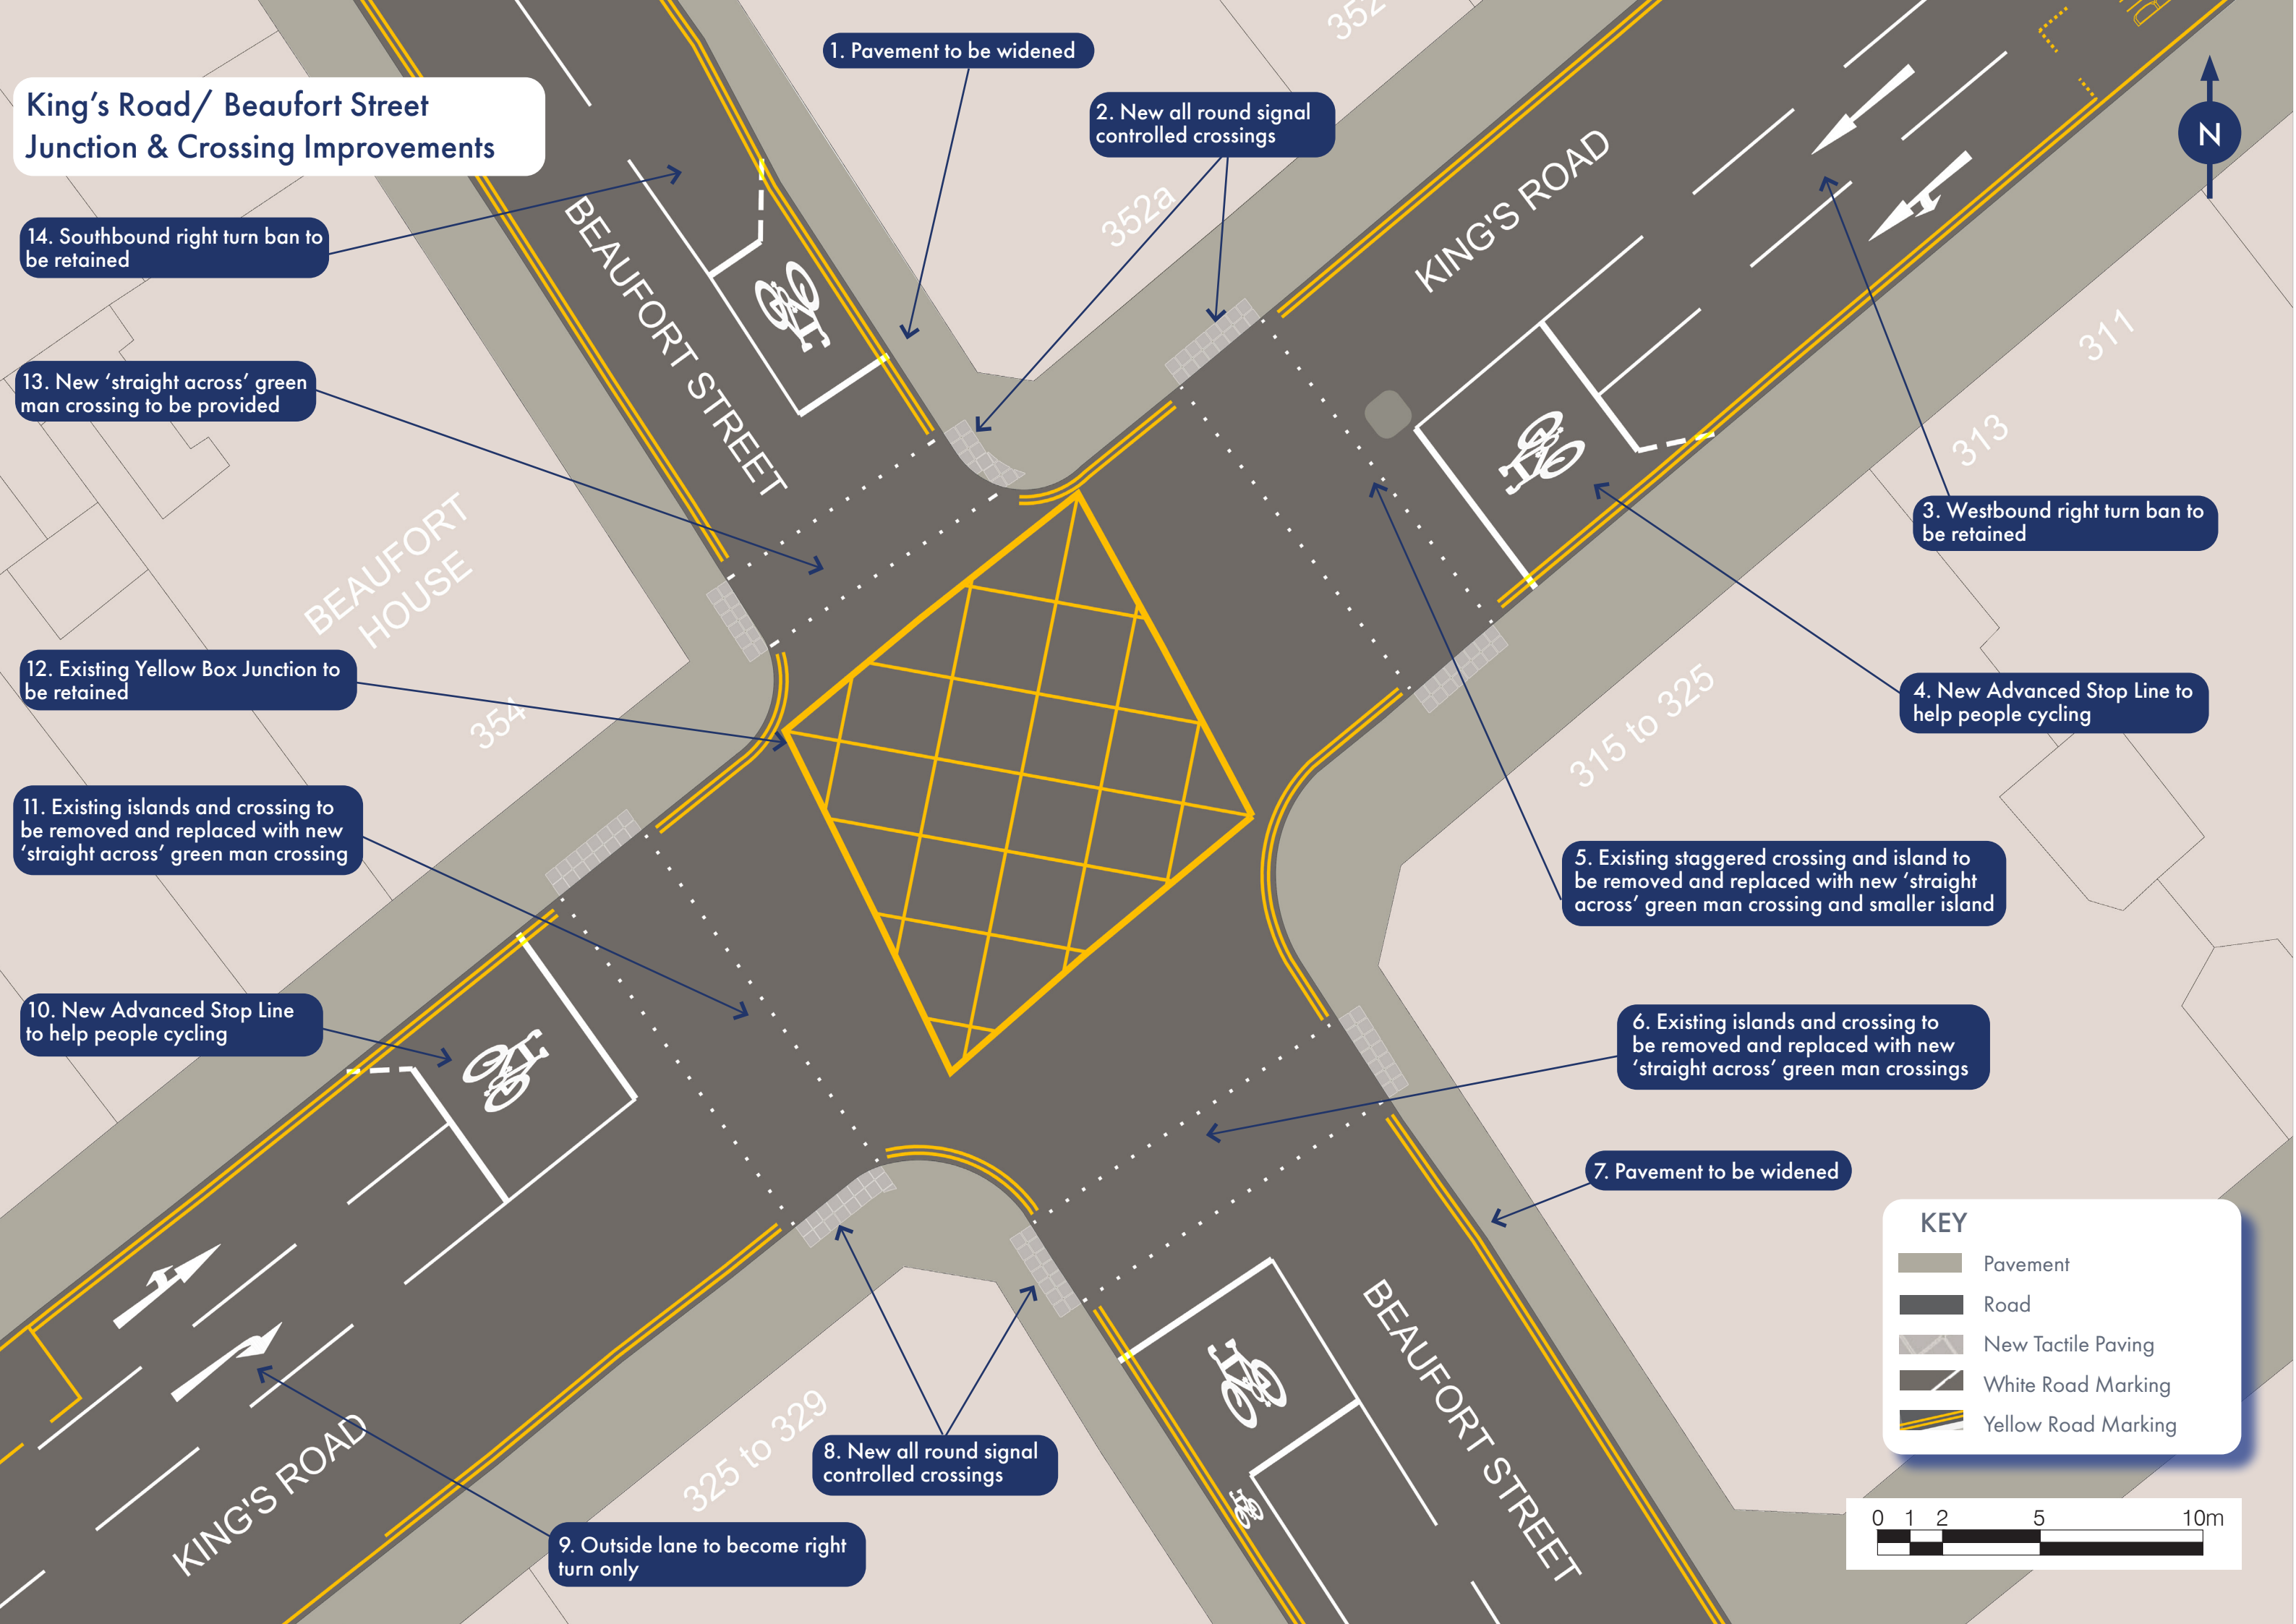 King’s Road/ Beaufort Street
Junction & Crossing Improvements
1. Pavement to be widened
2. New all round signal
controlled crossings
N
352
352a
KING'S ROAD
BEAUFORT STREET
14. Southbound right turn ban to
be retained
13. New ‘straight across’ green
man crossing to be provided
311
313
3. Westbound right turn ban to
be retained
BEAUFORT
HOUSE
354
12. Existing Yellow Box Junction to
be retained
315 to 325
4. New Advanced Stop Line to
help people cycling
11. Existing islands and crossing to
be removed and replaced with new
‘straight across’ green man crossing
5. Existing staggered crossing and island to
be removed and replaced with new ‘straight
across’ green man crossing and smaller island
10. New Advanced Stop Line
to help people cycling
6. Existing islands and crossing to
be removed and replaced with new
‘straight across’ green man crossings
7. Pavement to be widened
KING'S ROAD
325 to 329
8. New all round signal
controlled crossings
BEAUFORT STREET
9. Outside lane to become right
turn only
KEY
Pavement
Road
New Tactile Paving
White Road Marking
Yellow Road Marking
0 1 2 5 10m